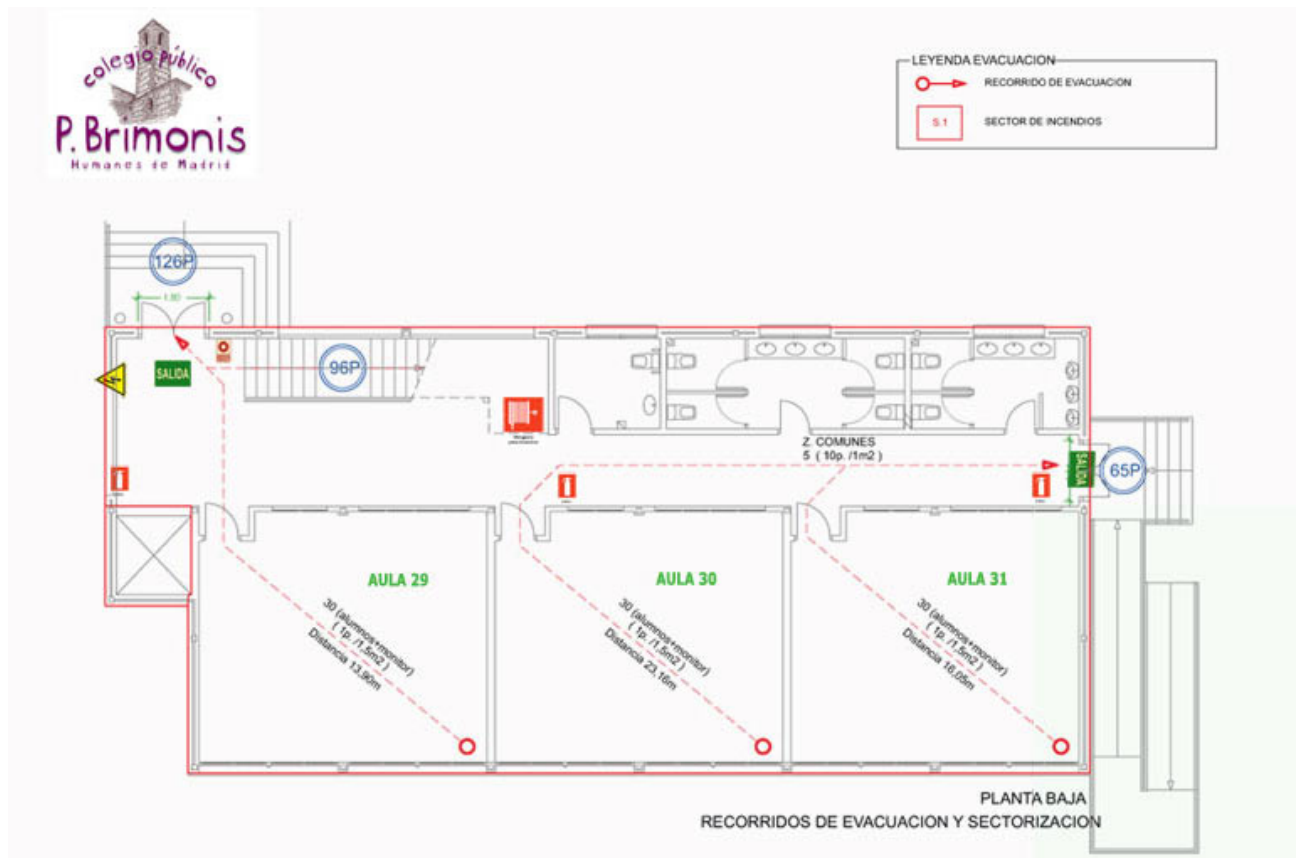 colegio público
P. Brimonis
Humanes de Madrid
LEYENDA EVACUACION
RECORRIDO DE EVACUACION
S.1
SECTOR DE INCENDIOS
126P
1,80
SALIDA
96P
Z. COMUNES
5 ( 10p. /1m2 )
SALIDA
65P
AULA 29
30 (alumnos+monitor)
( 1p. /1,5m2 )
Distancia 13,90m
AULA 30
30 (alumnos+monitor)
( 1p. /1,5m2 )
Distancia 23,16m
AULA 31
30 (alumnos+monitor)
( 1p. /1,5m2 )
Distancia 16,05m
PLANTA BAJA
RECORRIDOS DE EVACUACION Y SECTORIZACION